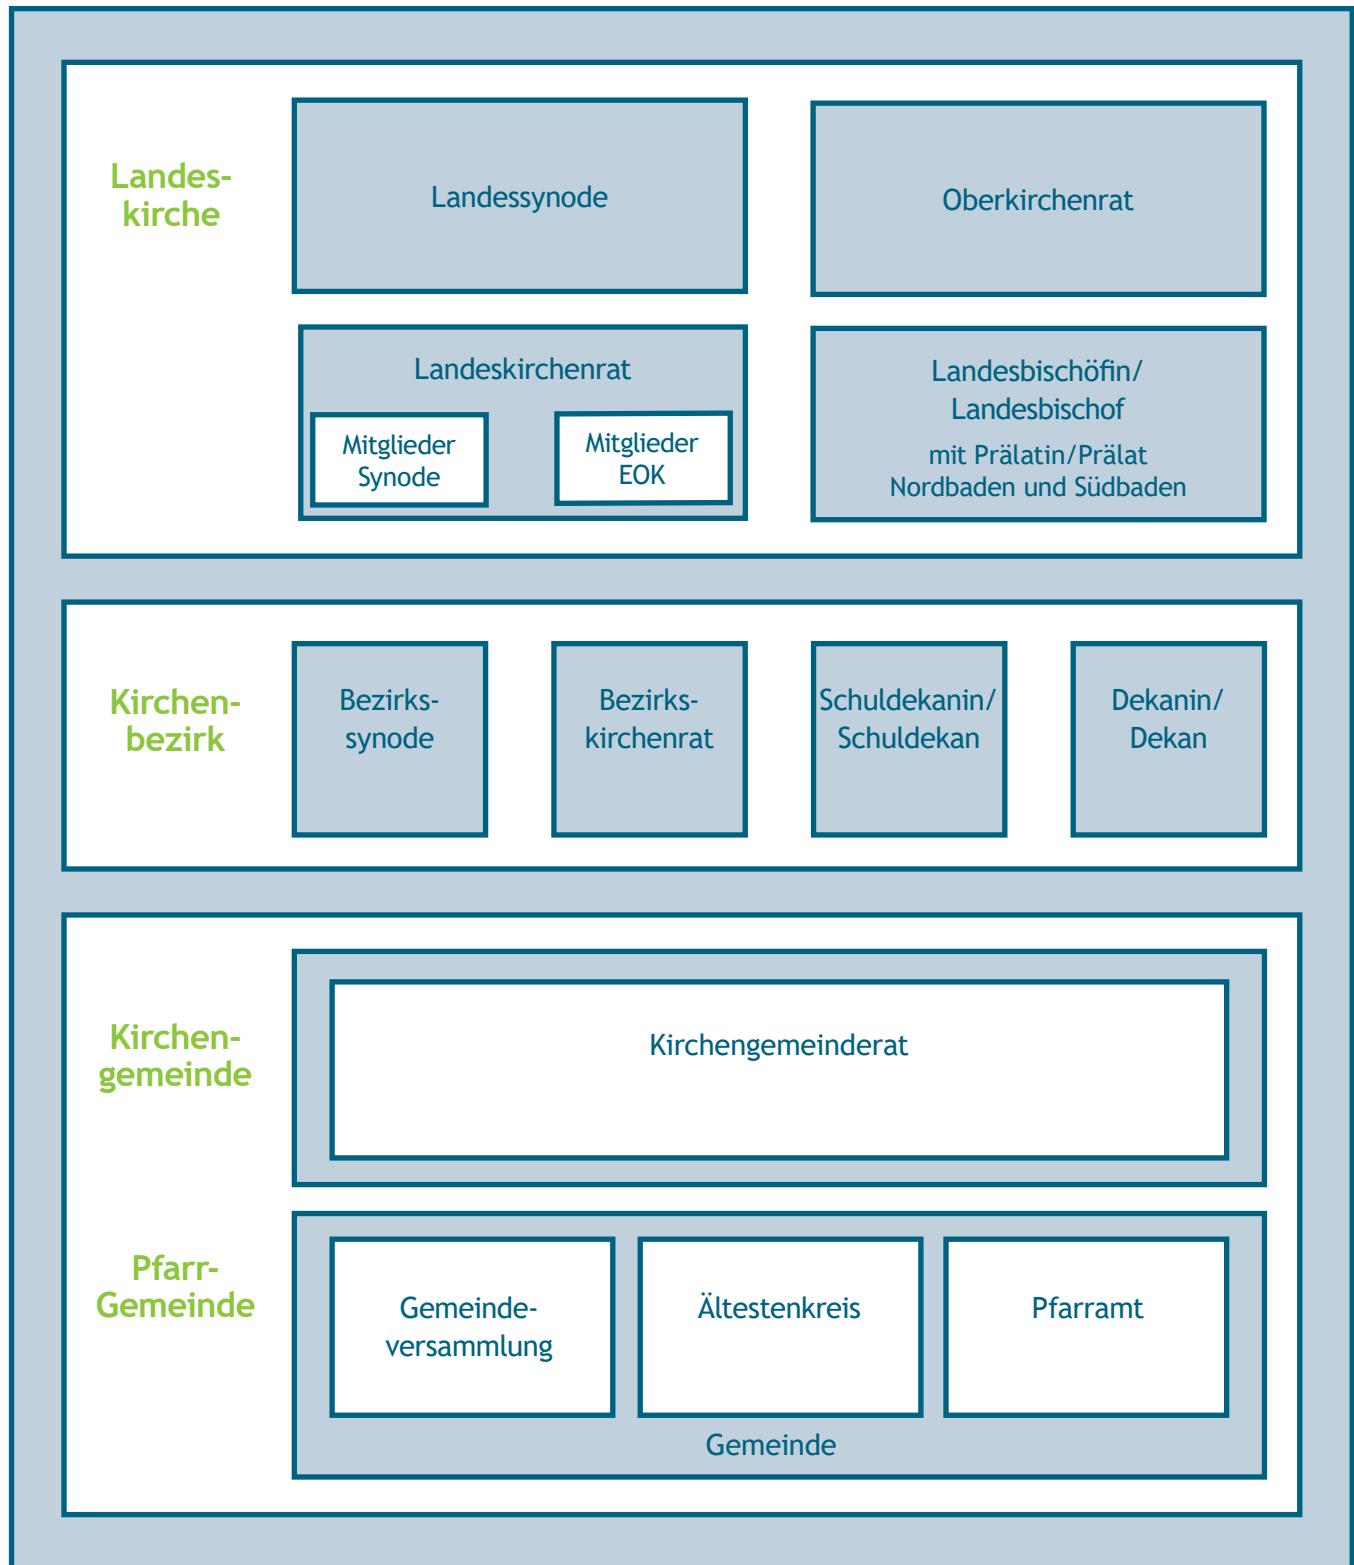 Landes-
kirche
Landessynode
Oberkirchenrat
Landeskirchenrat
Mitglieder
Synode
Mitglieder
EOK
Landesbischöfin/
Landesbischof
mit Prälatin/Prälat
Nordbaden und Südbaden
Kirchen-
bezirk
Bezirks-
synode
Bezirks-
kirchenrat
Schuldekanin/
Schuldekan
Dekanin/
Dekan
Kirchen-
gemeinde
Kirchengemeinderat
Pfarr-
Gemeinde
Gemeinde-
versammlung
Ältestenkreis
Pfarramt
Gemeinde